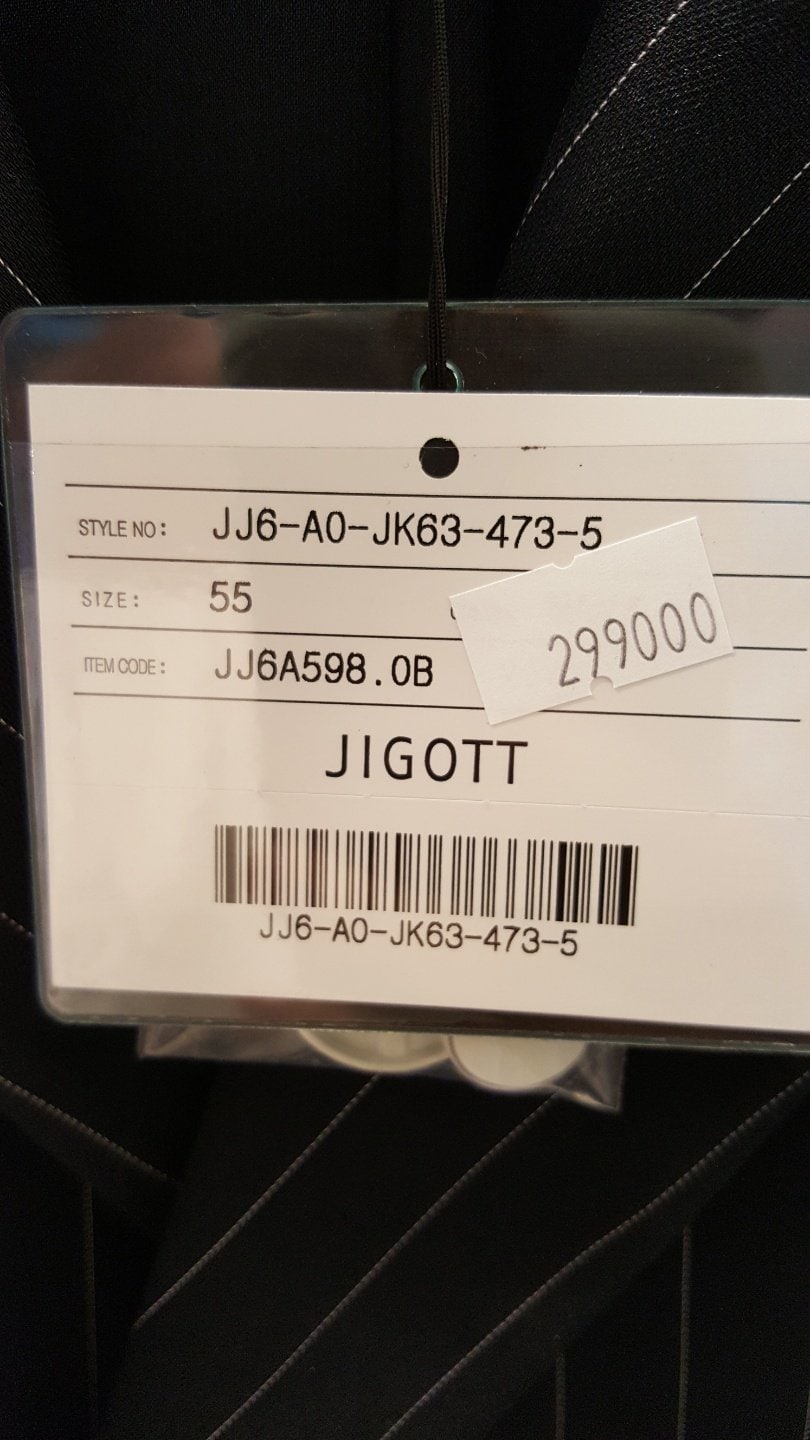 STYLE NO: JJ6-A0-JK63-473-5
SIZE: 55
299000
ITEM CODE: JJ6A598.0B
JIGOTT
JJ6-A0-JK63-473-5